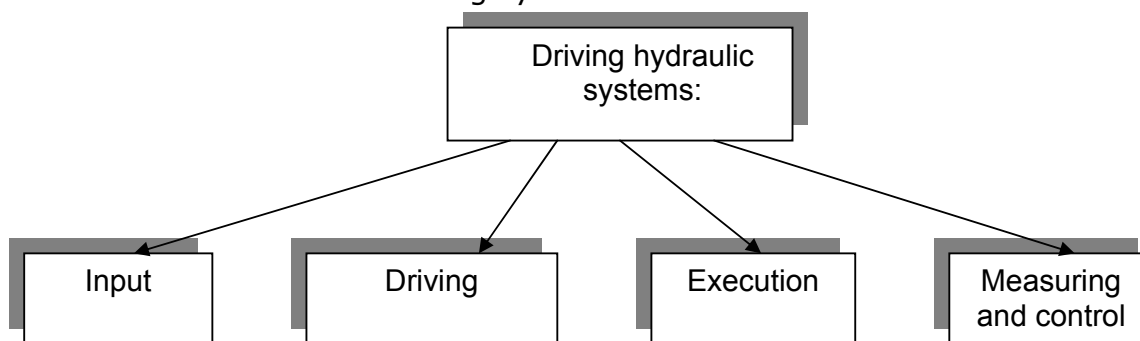 Driving hydraulic
systems:
Input
Driving
Execution
Measuring
and control